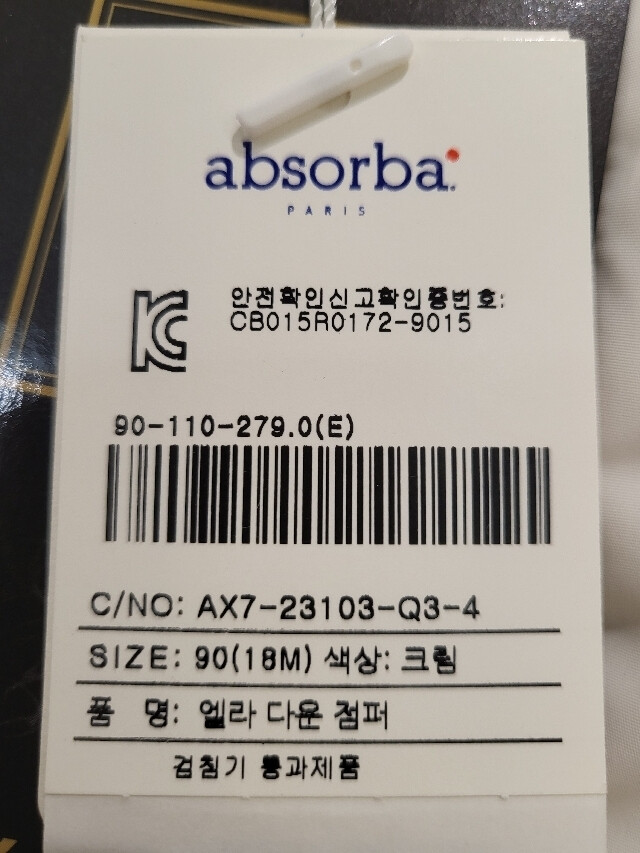 absorba.
PARIS
안전확인신고확인증번호:
CB015R0172-9015
90-110-279.0(E)
C/NO: AX7-23103-Q3-4
SIZE: 90(18M) 색상: 크림
품 명: 엘라 다운 점퍼
검침기 통과제품